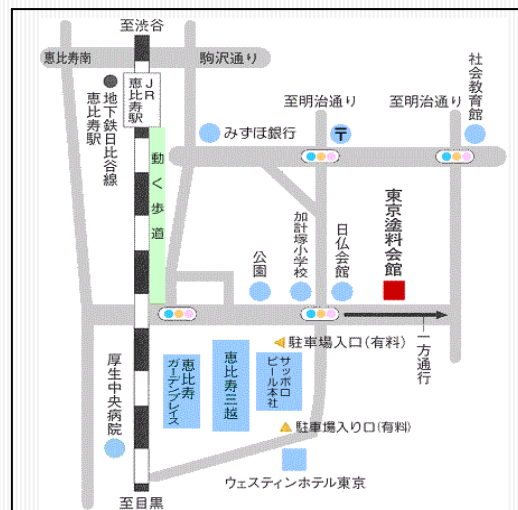 至渋谷
恵比寿南
駒沢通り
JR
恵比寿駅
地下鉄日比谷線
恵比寿駅
社会教育館
至明治通り
至明治通り
みずほ銀行
〒
動く歩道
公園
加計塚小学校
日仏会館
東京塗料会館
一方通行
駐車場入口(有料)
恵比寿
ガーデンプレイス
恵比寿三越
サッポロ
ビール本社
厚生中央病院
駐車場入り口(有料)
ウェスティンホテル東京
至目黒